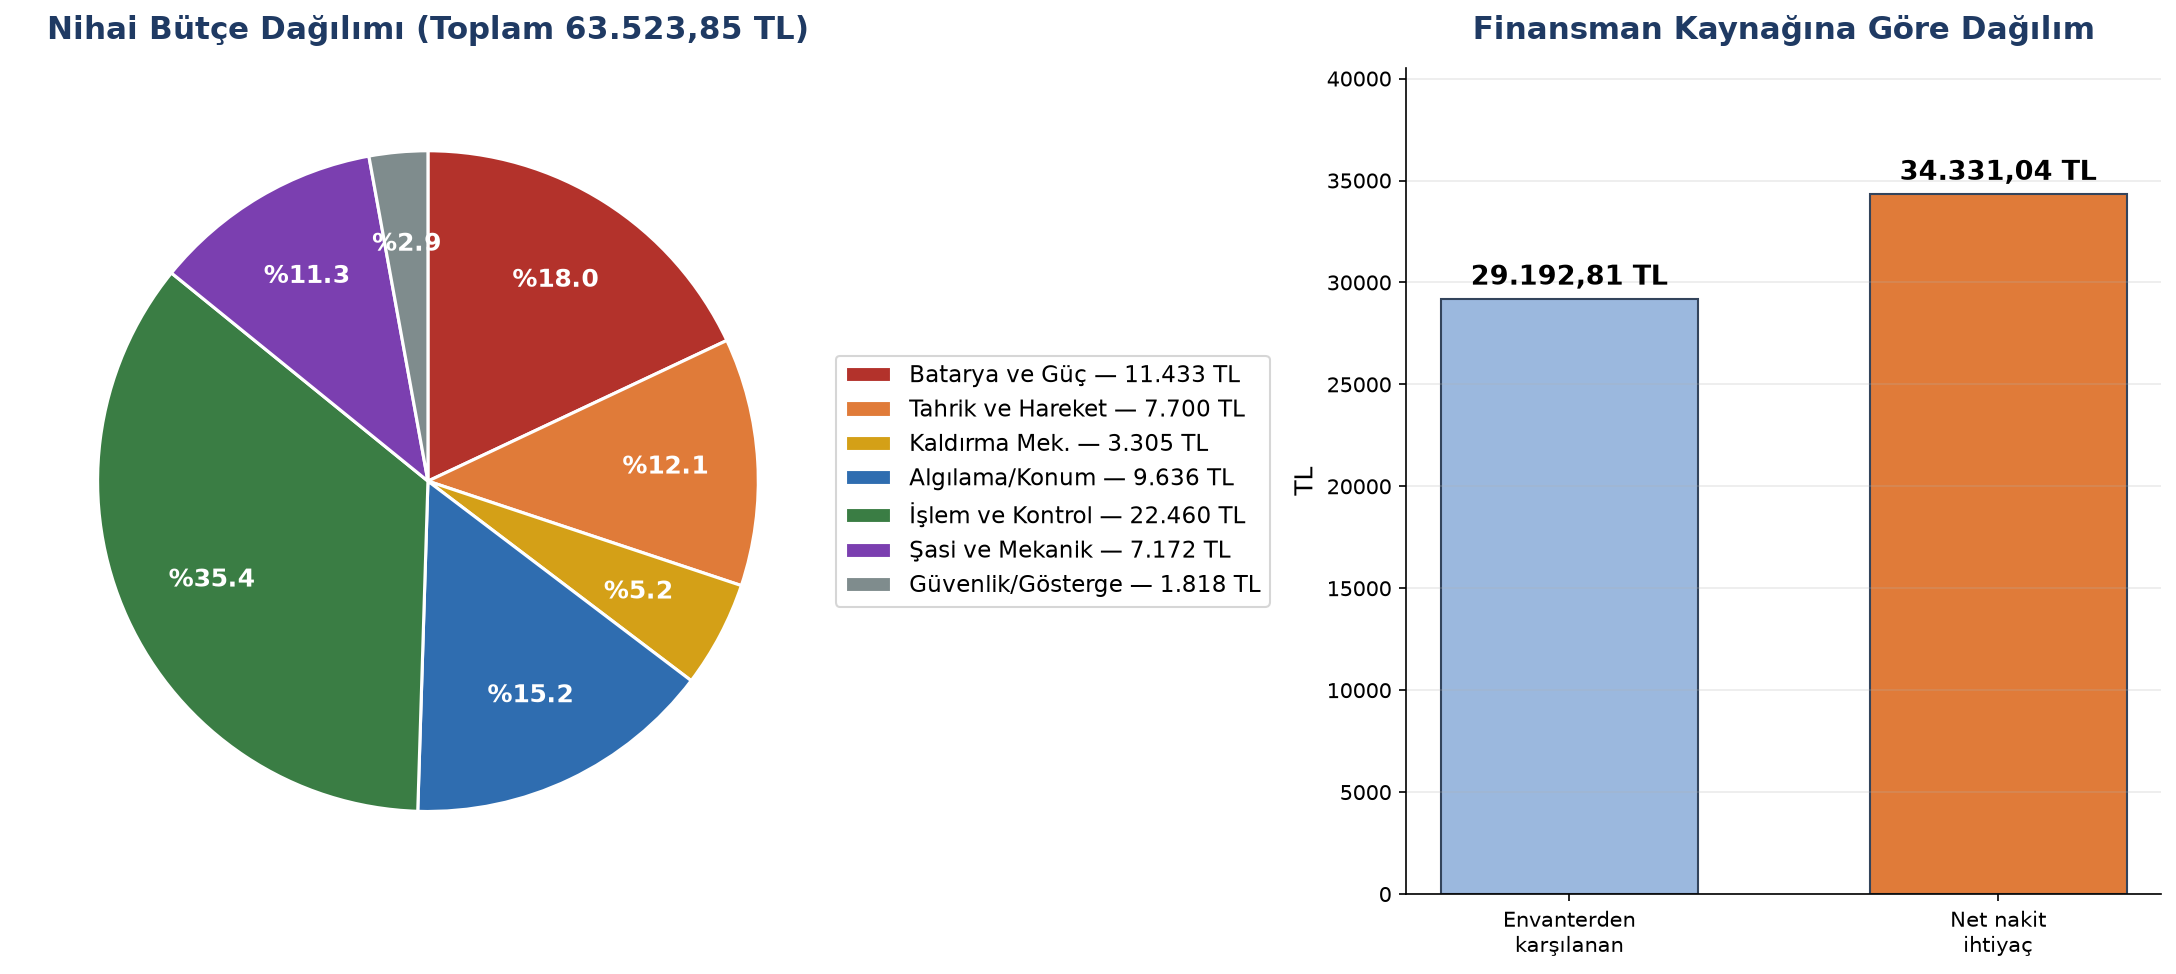 Nihai Bütçe Dağılımı (Toplam 63.523,85 TL)
%2.9
%11.3
%18.0
%12.1
%5.2
%35.4
%15.2
Batarya ve Güç — 11.433 TL
Tahrik ve Hareket — 7.700 TL
Kaldırma Mek. — 3.305 TL
Algılama/Konum — 9.636 TL
İşlem ve Kontrol — 22.460 TL
Şasi ve Mekanik — 7.172 TL
Güvenlik/Gösterge — 1.818 TL
Finansman Kaynağına Göre Dağılım
40000
35000
30000
25000
20000
15000
10000
5000
0
TL
29.192,81 TL
34.331,04 TL
Envanterden
karşılanan
Net nakit
ihtiyaç